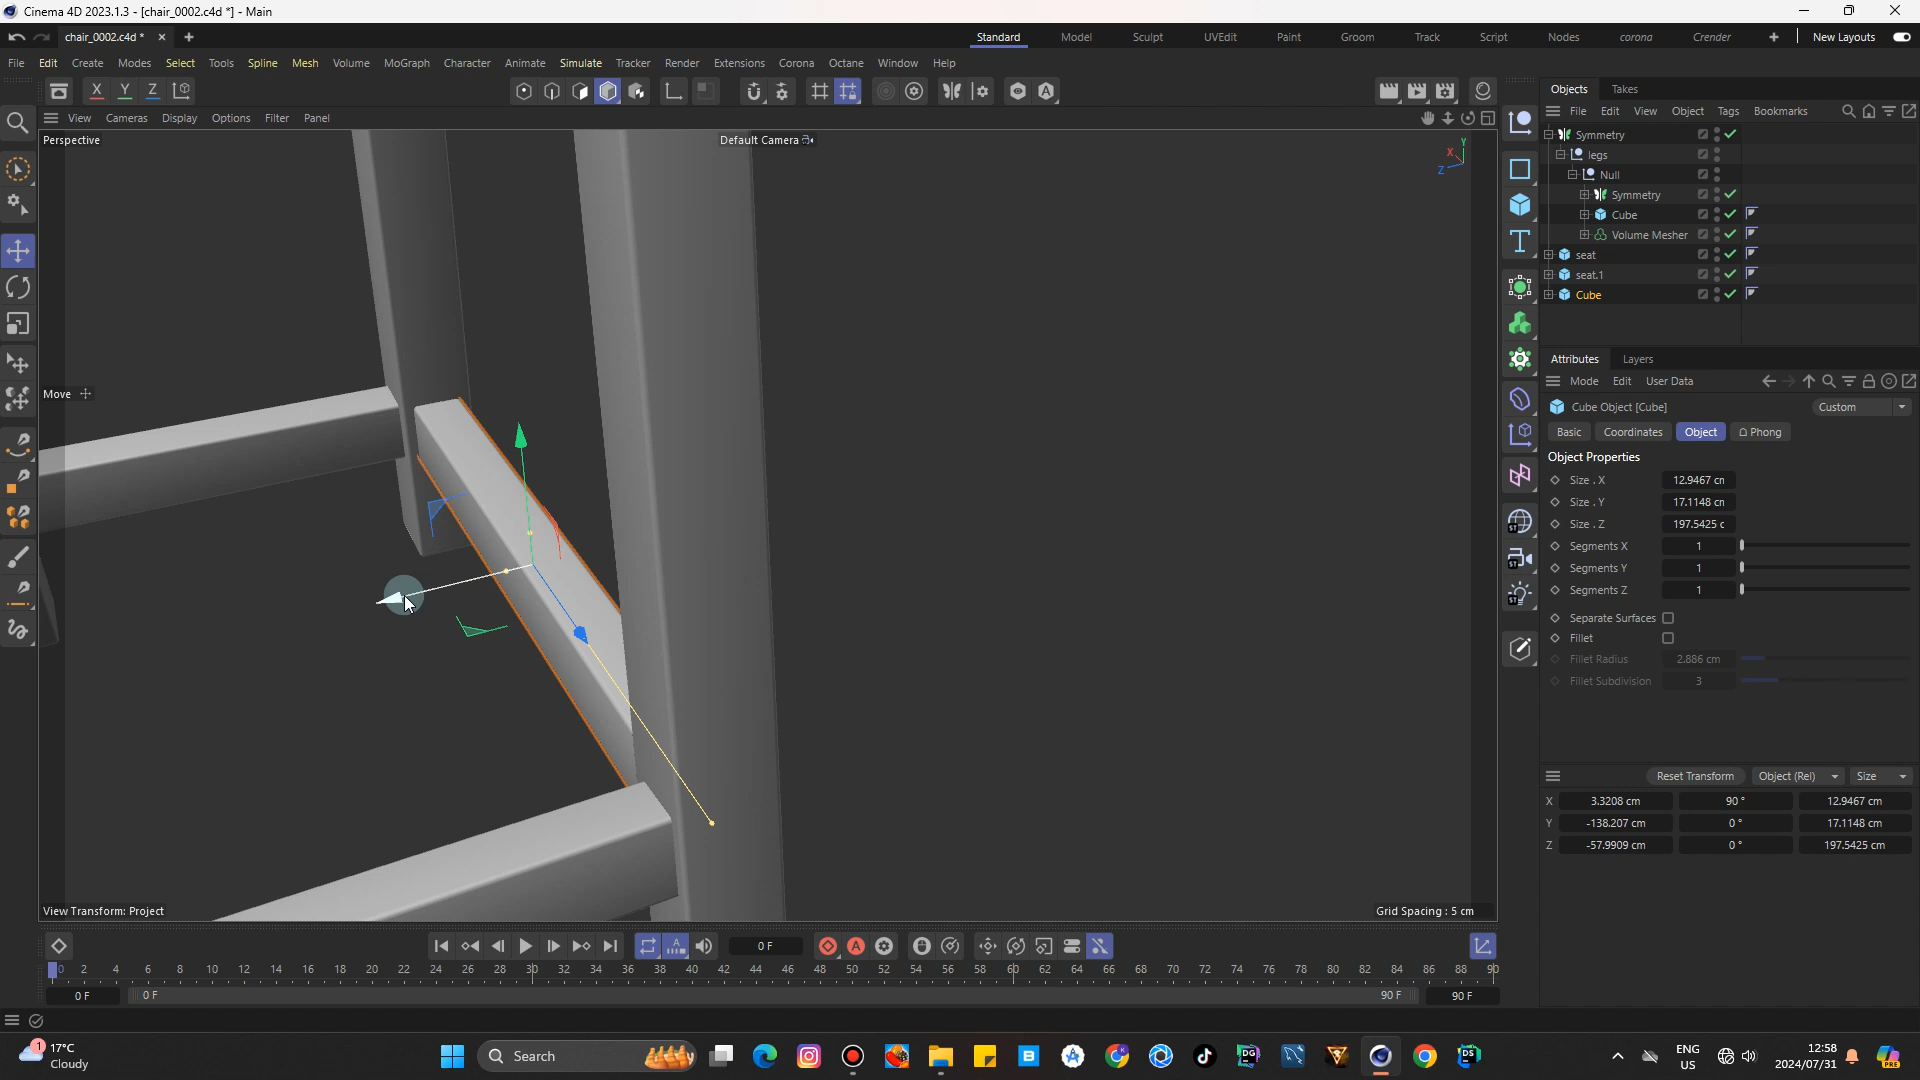 Cinema 4D 2023.1.3 - [chair_0002.c4d *] - Main
chair_0002.c4d *
Standard Model Sculpt UVEdit Paint Groom Track Script Nodes corona Crender New Layouts
File Edit Create Modes Select Tools Spline Mesh Volume MoGraph Character Animate Simulate Tracker Render Extensions Corona Octane Window Help
X Y Z
Objects Takes
View Cameras Display Options Filter Panel
File Edit View Object Tags Bookmarks
Perspective
Default Camera
Y
X
Z
Symmetry
legs
Null
Symmetry
Cube
Volume Mesher
seat
seat.1
Cube
Attributes Layers
Mode Edit User Data
Move
Cube Object [Cube]
Custom
Basic Coordinates Object Phong
Object Properties
Size . X 12.9467 cn
Size . Y 17.1148 cn
Size . Z 197.5425 c
Segments X 1
Segments Y 1
Segments Z 1
Separate Surfaces
Fillet
Fillet Radius 2.886 cm
Fillet Subdivision 3
Reset Transform Object (Rel) Size
X 3.3208 cm 90 ° 12.9467 cm
Y -138.207 cm 0 ° 17.1148 cm
Z -57.9909 cm 0 ° 197.5425 cm
View Transform: Project
Grid Spacing : 5 cm
0 F
0 2 4 6 8 10 12 14 16 18 20 22 24 26 28 30 32 34 36 38 40 42 44 46 48 50 52 54 56 58 60 62 64 66 68 70 72 74 76 78 80 82 84 86 88 90
0 F 0 F 90 F 90 F
1
17°C
Cloudy
Search
ENG
US
12:58
2024/07/31